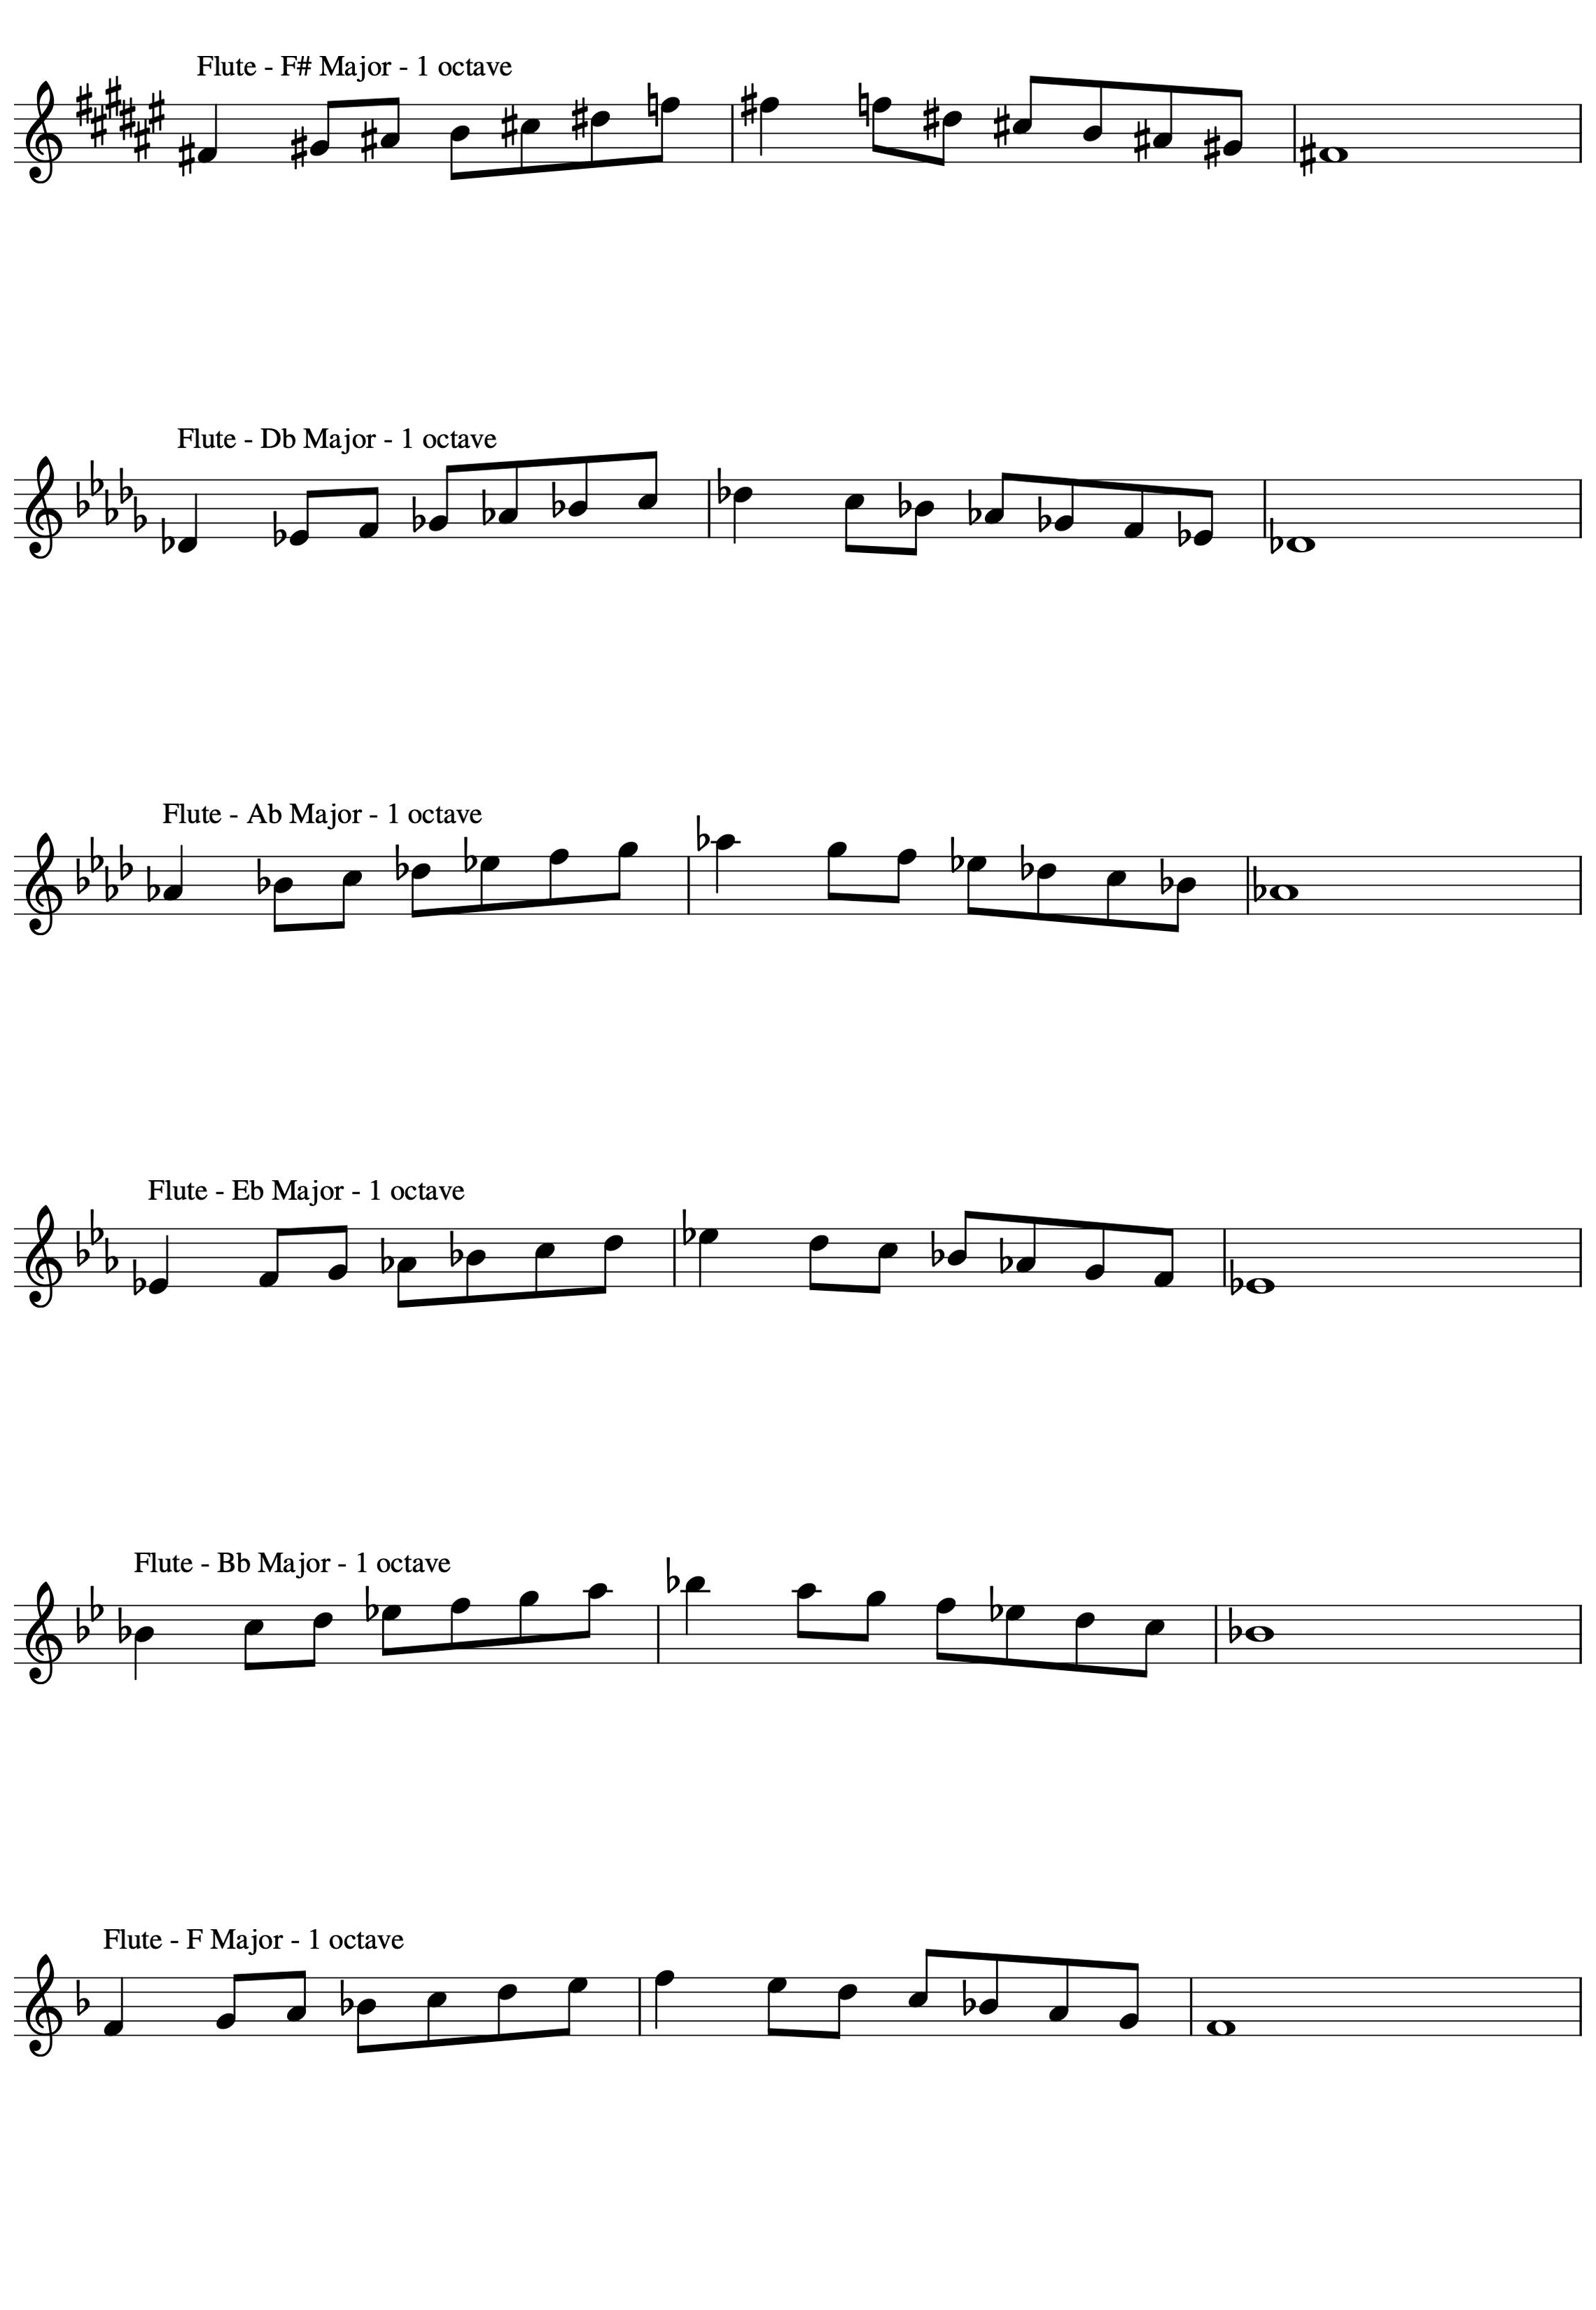 Flute - F# Major - 1 octave
Flute - Db Major - 1 octave
Flute - Ab Major - 1 octave
Flute - Eb Major - 1 octave
Flute - Bb Major - 1 octave
Flute - F Major - 1 octave